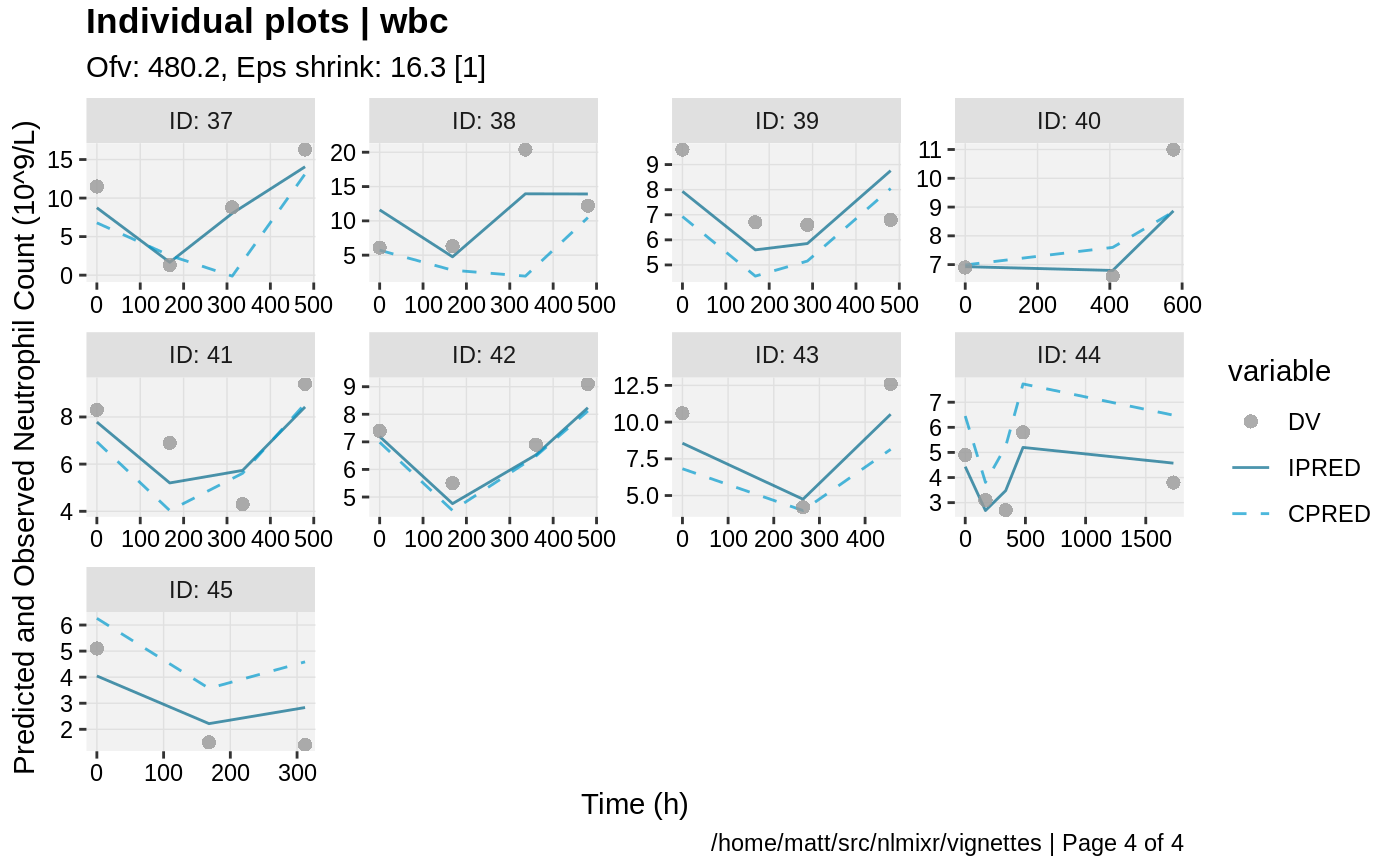 Individual plots | wbc
Ofv: 480.2, Eps shrink: 16.3 [1]
Predicted and Observed Neutrophil Count (10^9/L)
ID: 37
15
10
5
0
0 100 200 300 400 500
ID: 38
20
15
10
5
0 100 200 300 400 500
ID: 39
9
8
7
6
5
0 100 200 300 400 500
ID: 40
11
10
9
8
7
0 200 400 600
ID: 41
8
6
4
0 100 200 300 400 500
ID: 42
9
8
7
6
5
0 100 200 300 400 500
ID: 43
12.5
10.0
7.5
5.0
0 100 200 300 400
ID: 44
7
6
5
4
3
0 500 1000 1500
ID: 45
6
5
4
3
2
0 100 200 300
variable
DV
IPRED
CPRED
Time (h)
/home/matt/src/nlmixr/vignettes | Page 4 of 4